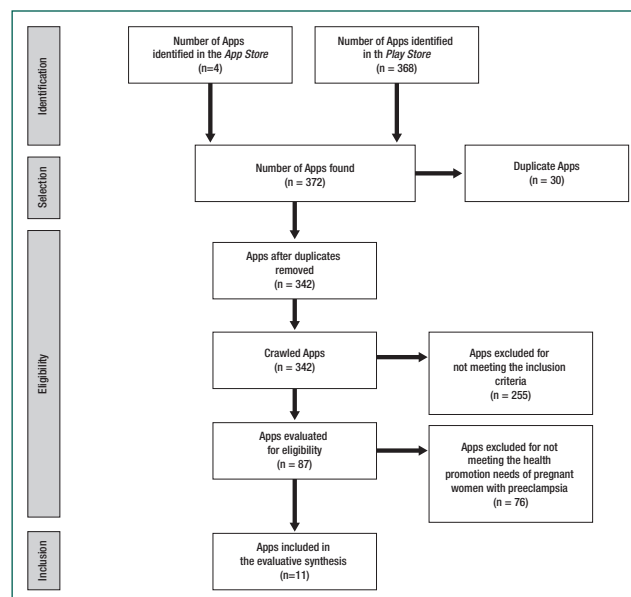 Identification
Number of Apps
identified in the App Store
(n=4)
Number of Apps identified
in th Play Store
(n = 368)
Selection
Number of Apps found
(n = 372)
Duplicate Apps
(n = 30)
Eligibility
Apps after duplicates
removed
(n = 342)
Crawled Apps
(n = 342)
Apps excluded for
not meeting the inclusion
criteria
(n = 255)
Apps evaluated
for eligibility
(n = 87)
Apps excluded for not
meeting the health
promotion needs of pregnant
women with preeclampsia
(n = 76)
Inclusion
Apps included in
the evaluative synthesis
(n=11)